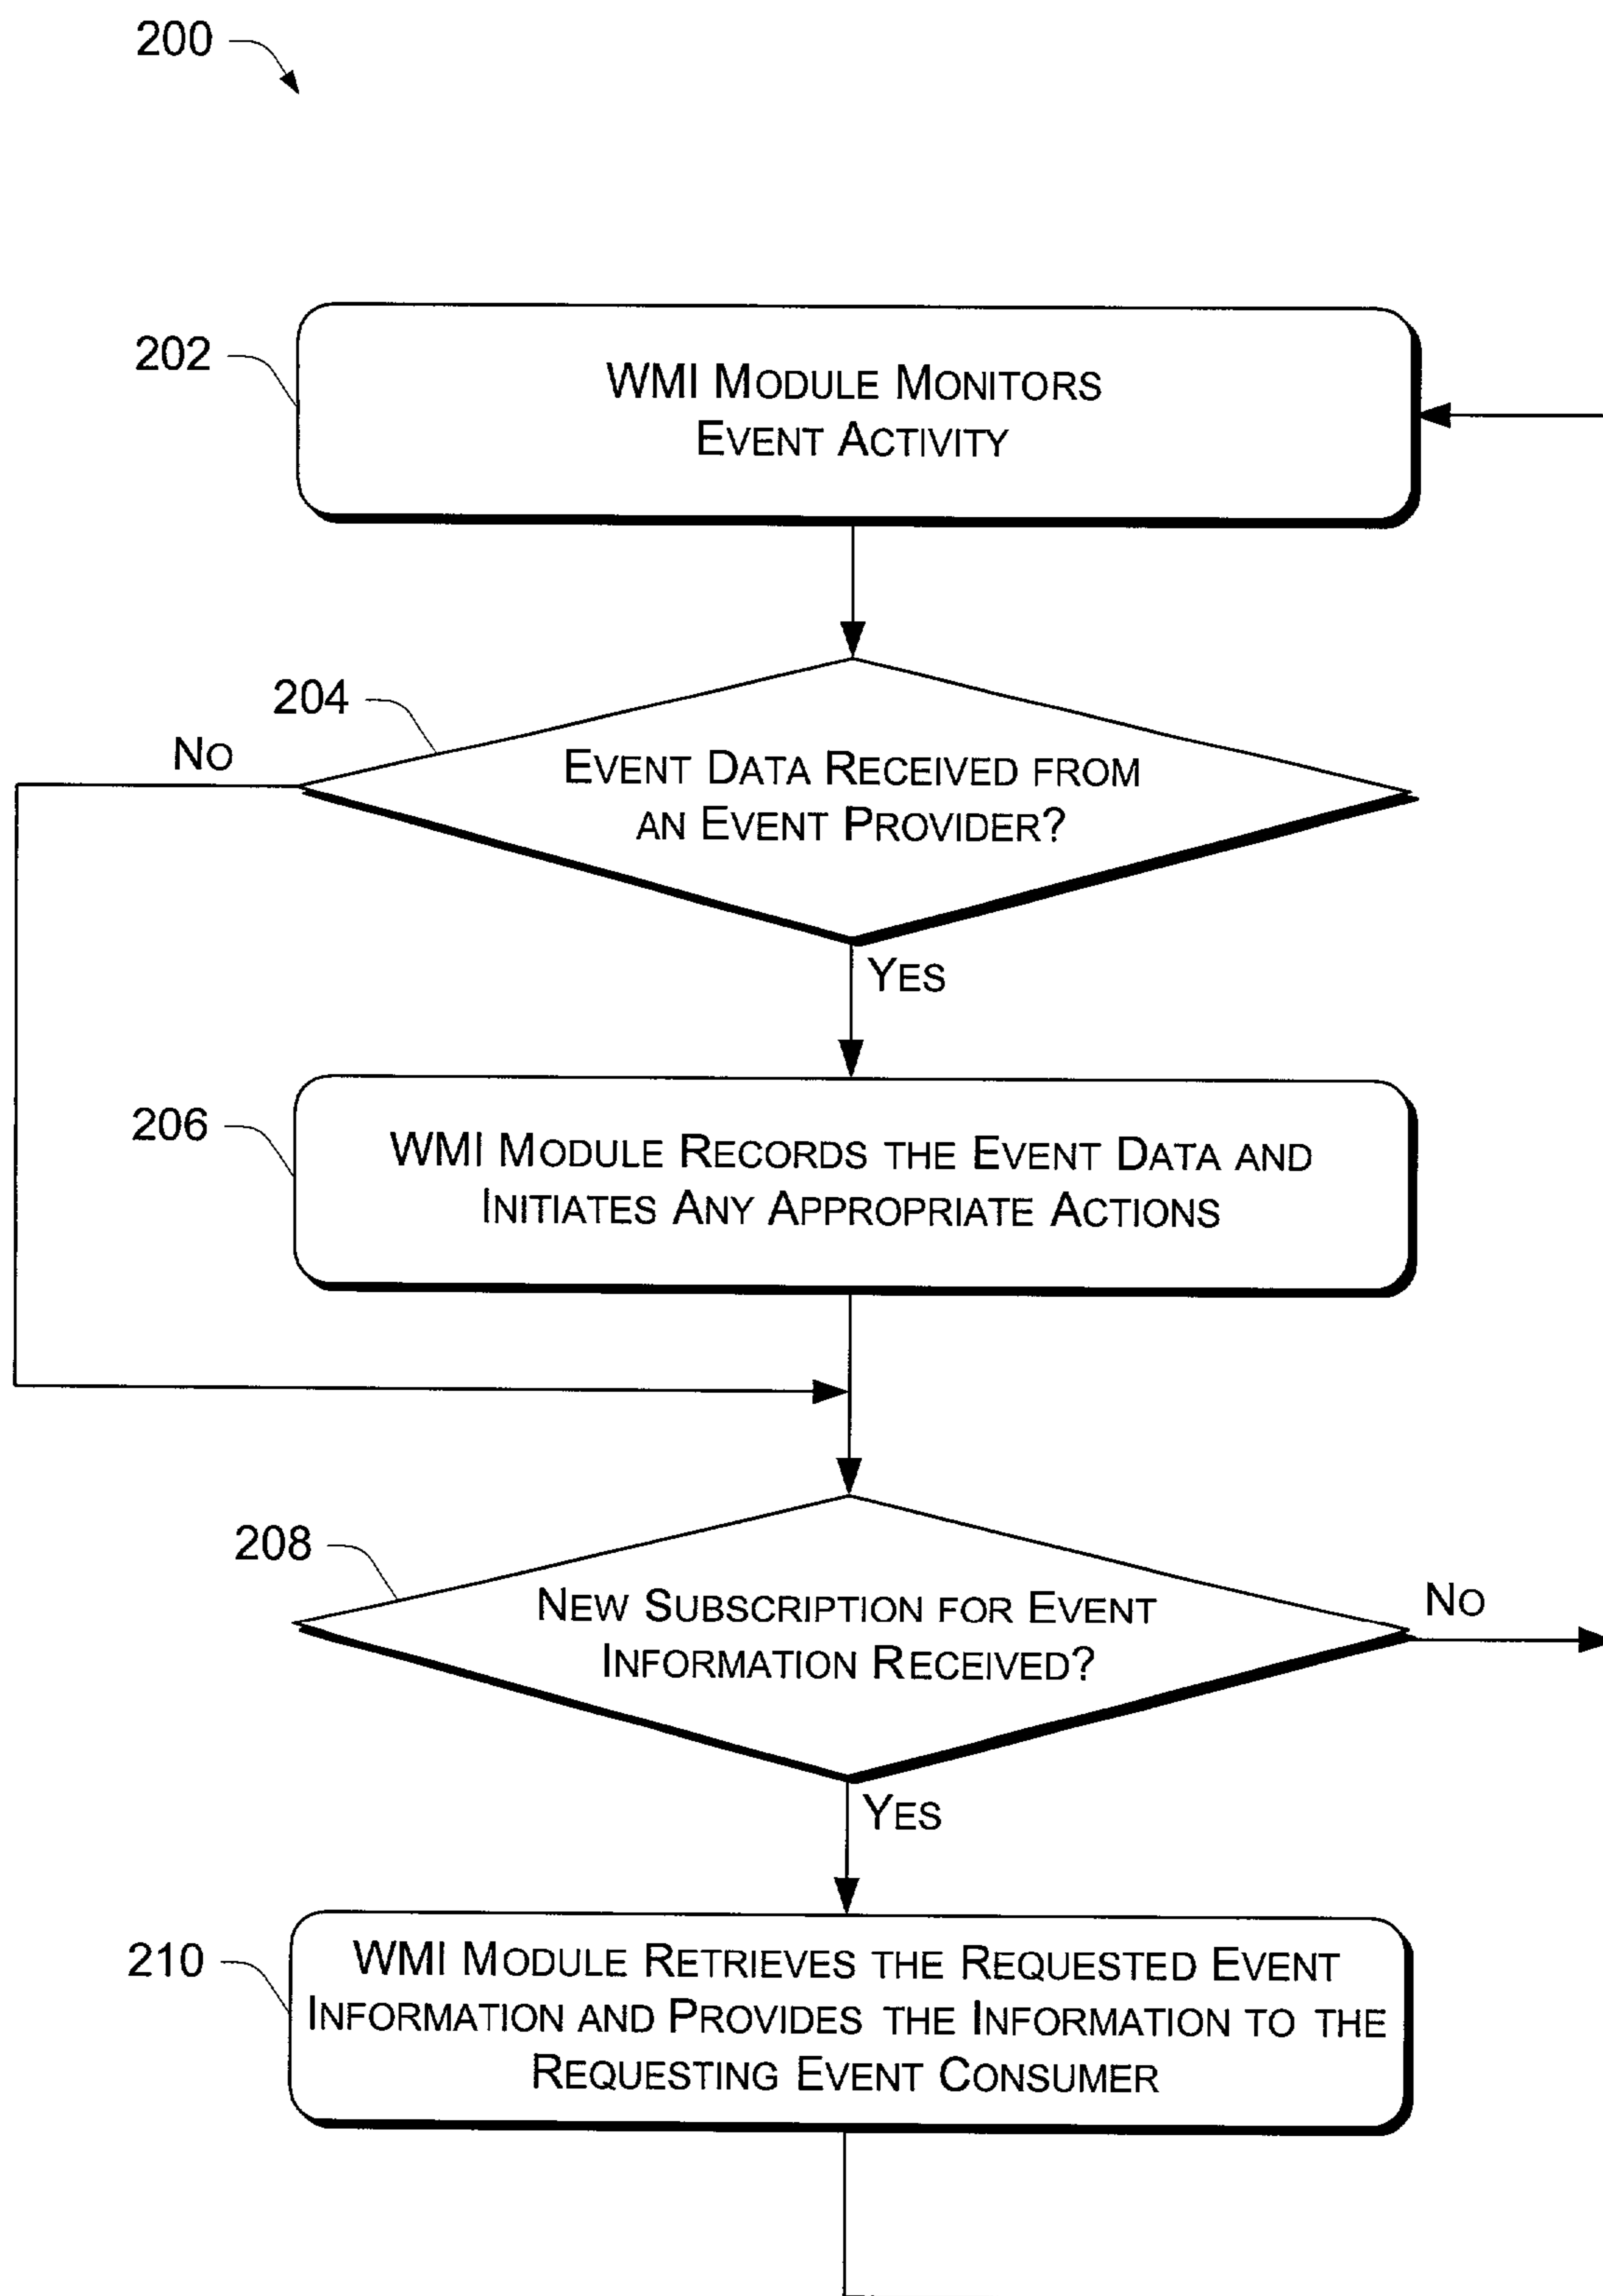 200
202
WMI MODULE MONITORS
EVENT ACTIVITY
204
NO
EVENT DATA RECEIVED FROM
AN EVENT PROVIDER?
YES
206
WMI MODULE RECORDS THE EVENT DATA AND
INITIATES ANY APPROPRIATE ACTIONS
208
NEW SUBSCRIPTION FOR EVENT
INFORMATION RECEIVED?
NO
YES
210
WMI MODULE RETRIEVES THE REQUESTED EVENT
INFORMATION AND PROVIDES THE INFORMATION TO THE
REQUESTING EVENT CONSUMER